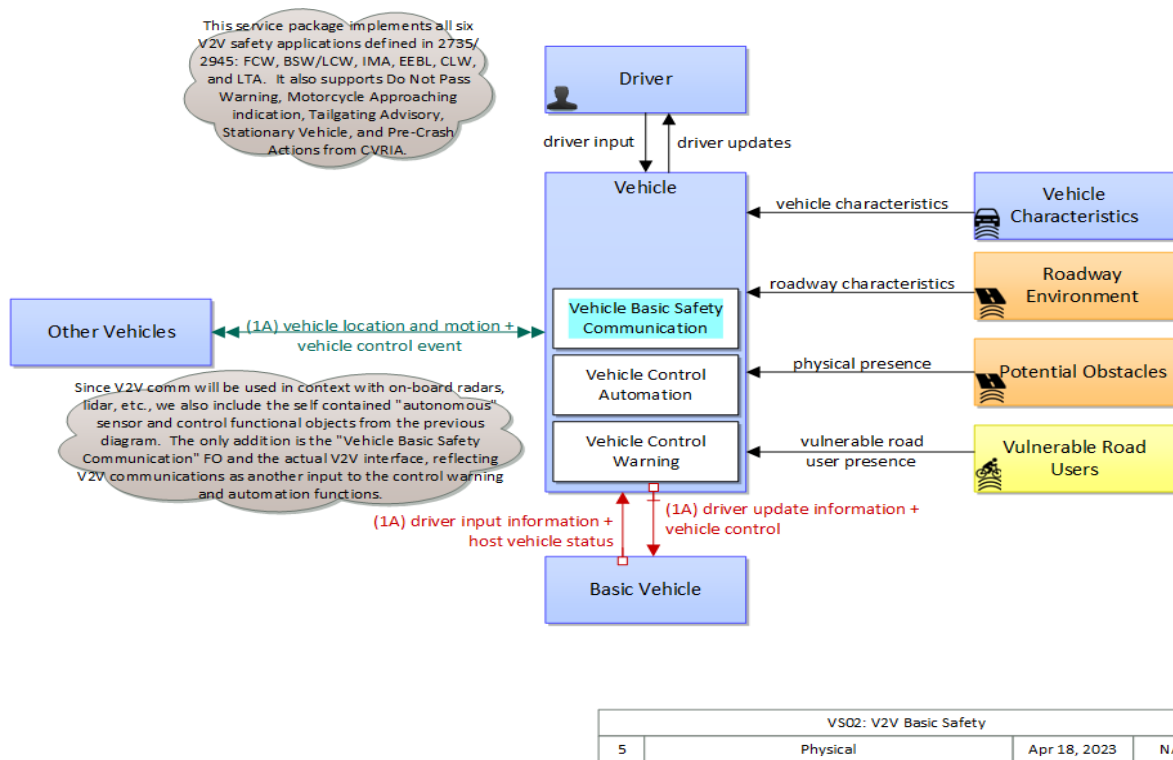 This service package implements all six
V2V safety applications defined in 2735/
2945: FCW, BSW/LCW, IMA, EEBL, CLW,
and LTA. It also supports Do Not Pass
Warning, Motorcycle Approaching
indication, Tailgating Advisory,
Stationary Vehicle, and Pre-Crash
Actions from CVRIA.
Driver
driver input
driver updates
Vehicle
vehicle characteristics
Vehicle
Characteristics
roadway characteristics
Roadway
Environment
Vehicle Basic Safety
Communication
Other Vehicles
(1A) vehicle location and motion +
vehicle control event
physical presence
Potential Obstacles
Vehicle Control
Automation
Since V2V comm will be used in context with on-board radars,
lidar, etc., we also include the self contained "autonomous"
sensor and control functional objects from the previous
diagram. The only addition is the "Vehicle Basic Safety
Communication" FO and the actual V2V interface, reflecting
V2V communications as another input to the control warning
and automation functions.
Vehicle Control
Warning
vulnerable road
user presence
Vulnerable Road
Users
(1A) driver input information +
host vehicle status
(1A) driver update information +
vehicle control
Basic Vehicle
VS02: V2V Basic Safety
5 Physical Apr 18, 2023